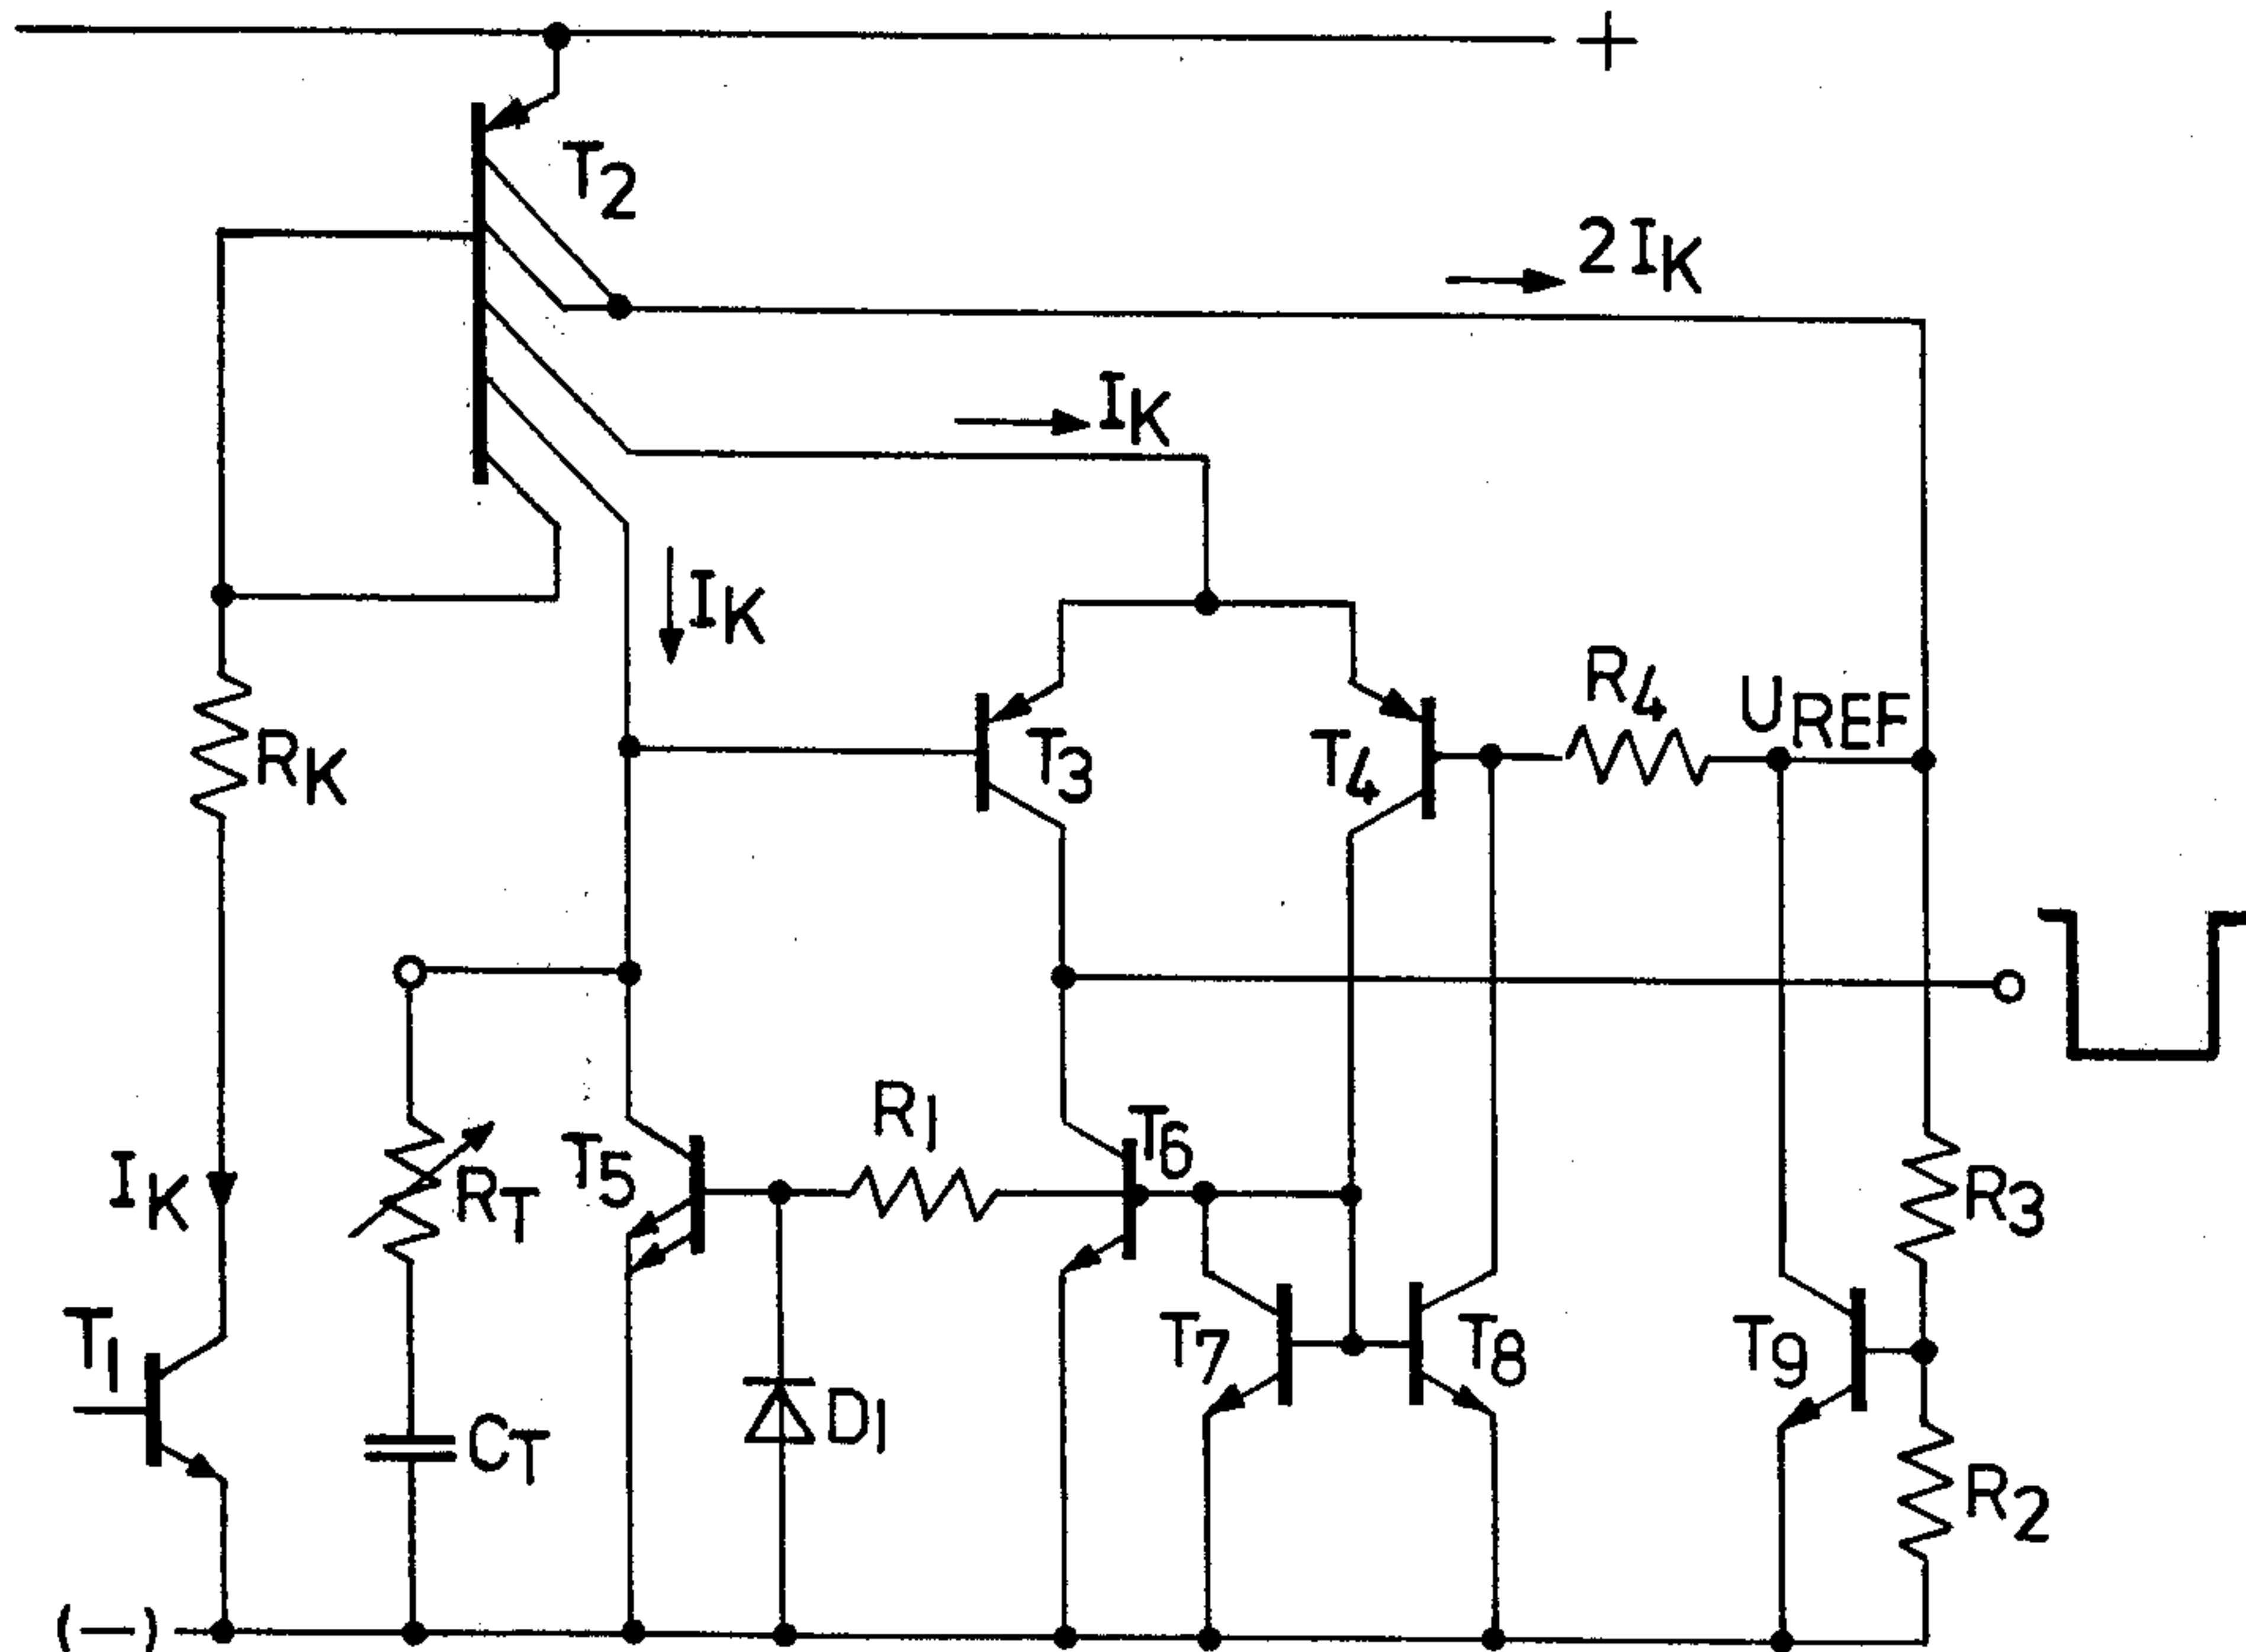 +
T2
2IK
IK
IK
R4
UREF
RK
T3
T4
R1
T6
T5
RT
IK
R3
T1
T7
T8
T9
D1
CT
R2
(—)